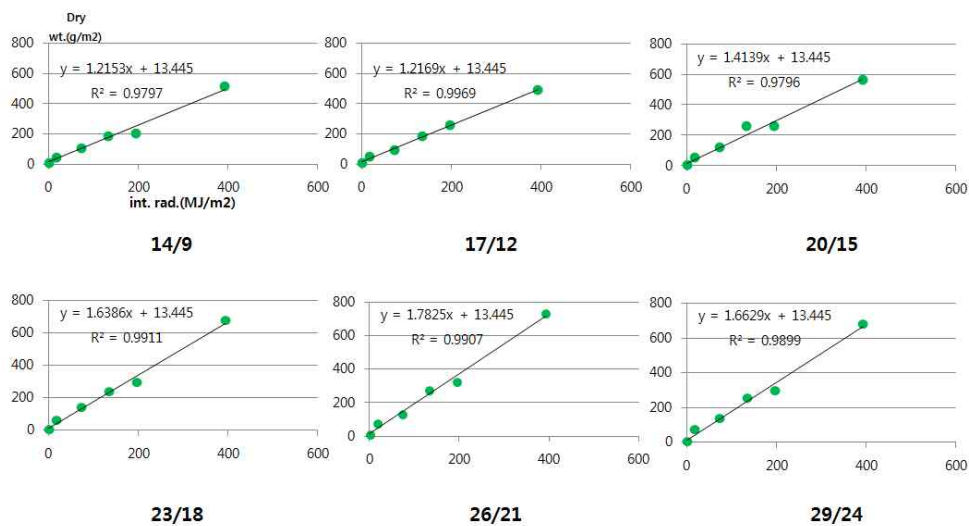 Dry
wt.(g/m2)
800
600
400
200
0
y = 1.2153x + 13.445
R² = 0.9797
0 200 400 600
int. rad.(MJ/m2)
14/9
800
600
400
200
0
y = 1.2169x + 13.445
R² = 0.9969
0 200 400 600
17/12
800
600
400
200
0
y = 1.4139x + 13.445
R² = 0.9796
0 200 400 600
20/15
800
600
400
200
0
y = 1.6386x + 13.445
R² = 0.9911
0 200 400 600
23/18
800
600
400
200
0
y = 1.7825x + 13.445
R² = 0.9907
0 200 400 600
26/21
800
600
400
200
0
y = 1.6629x + 13.445
R² = 0.9899
0 200 400 600
29/24